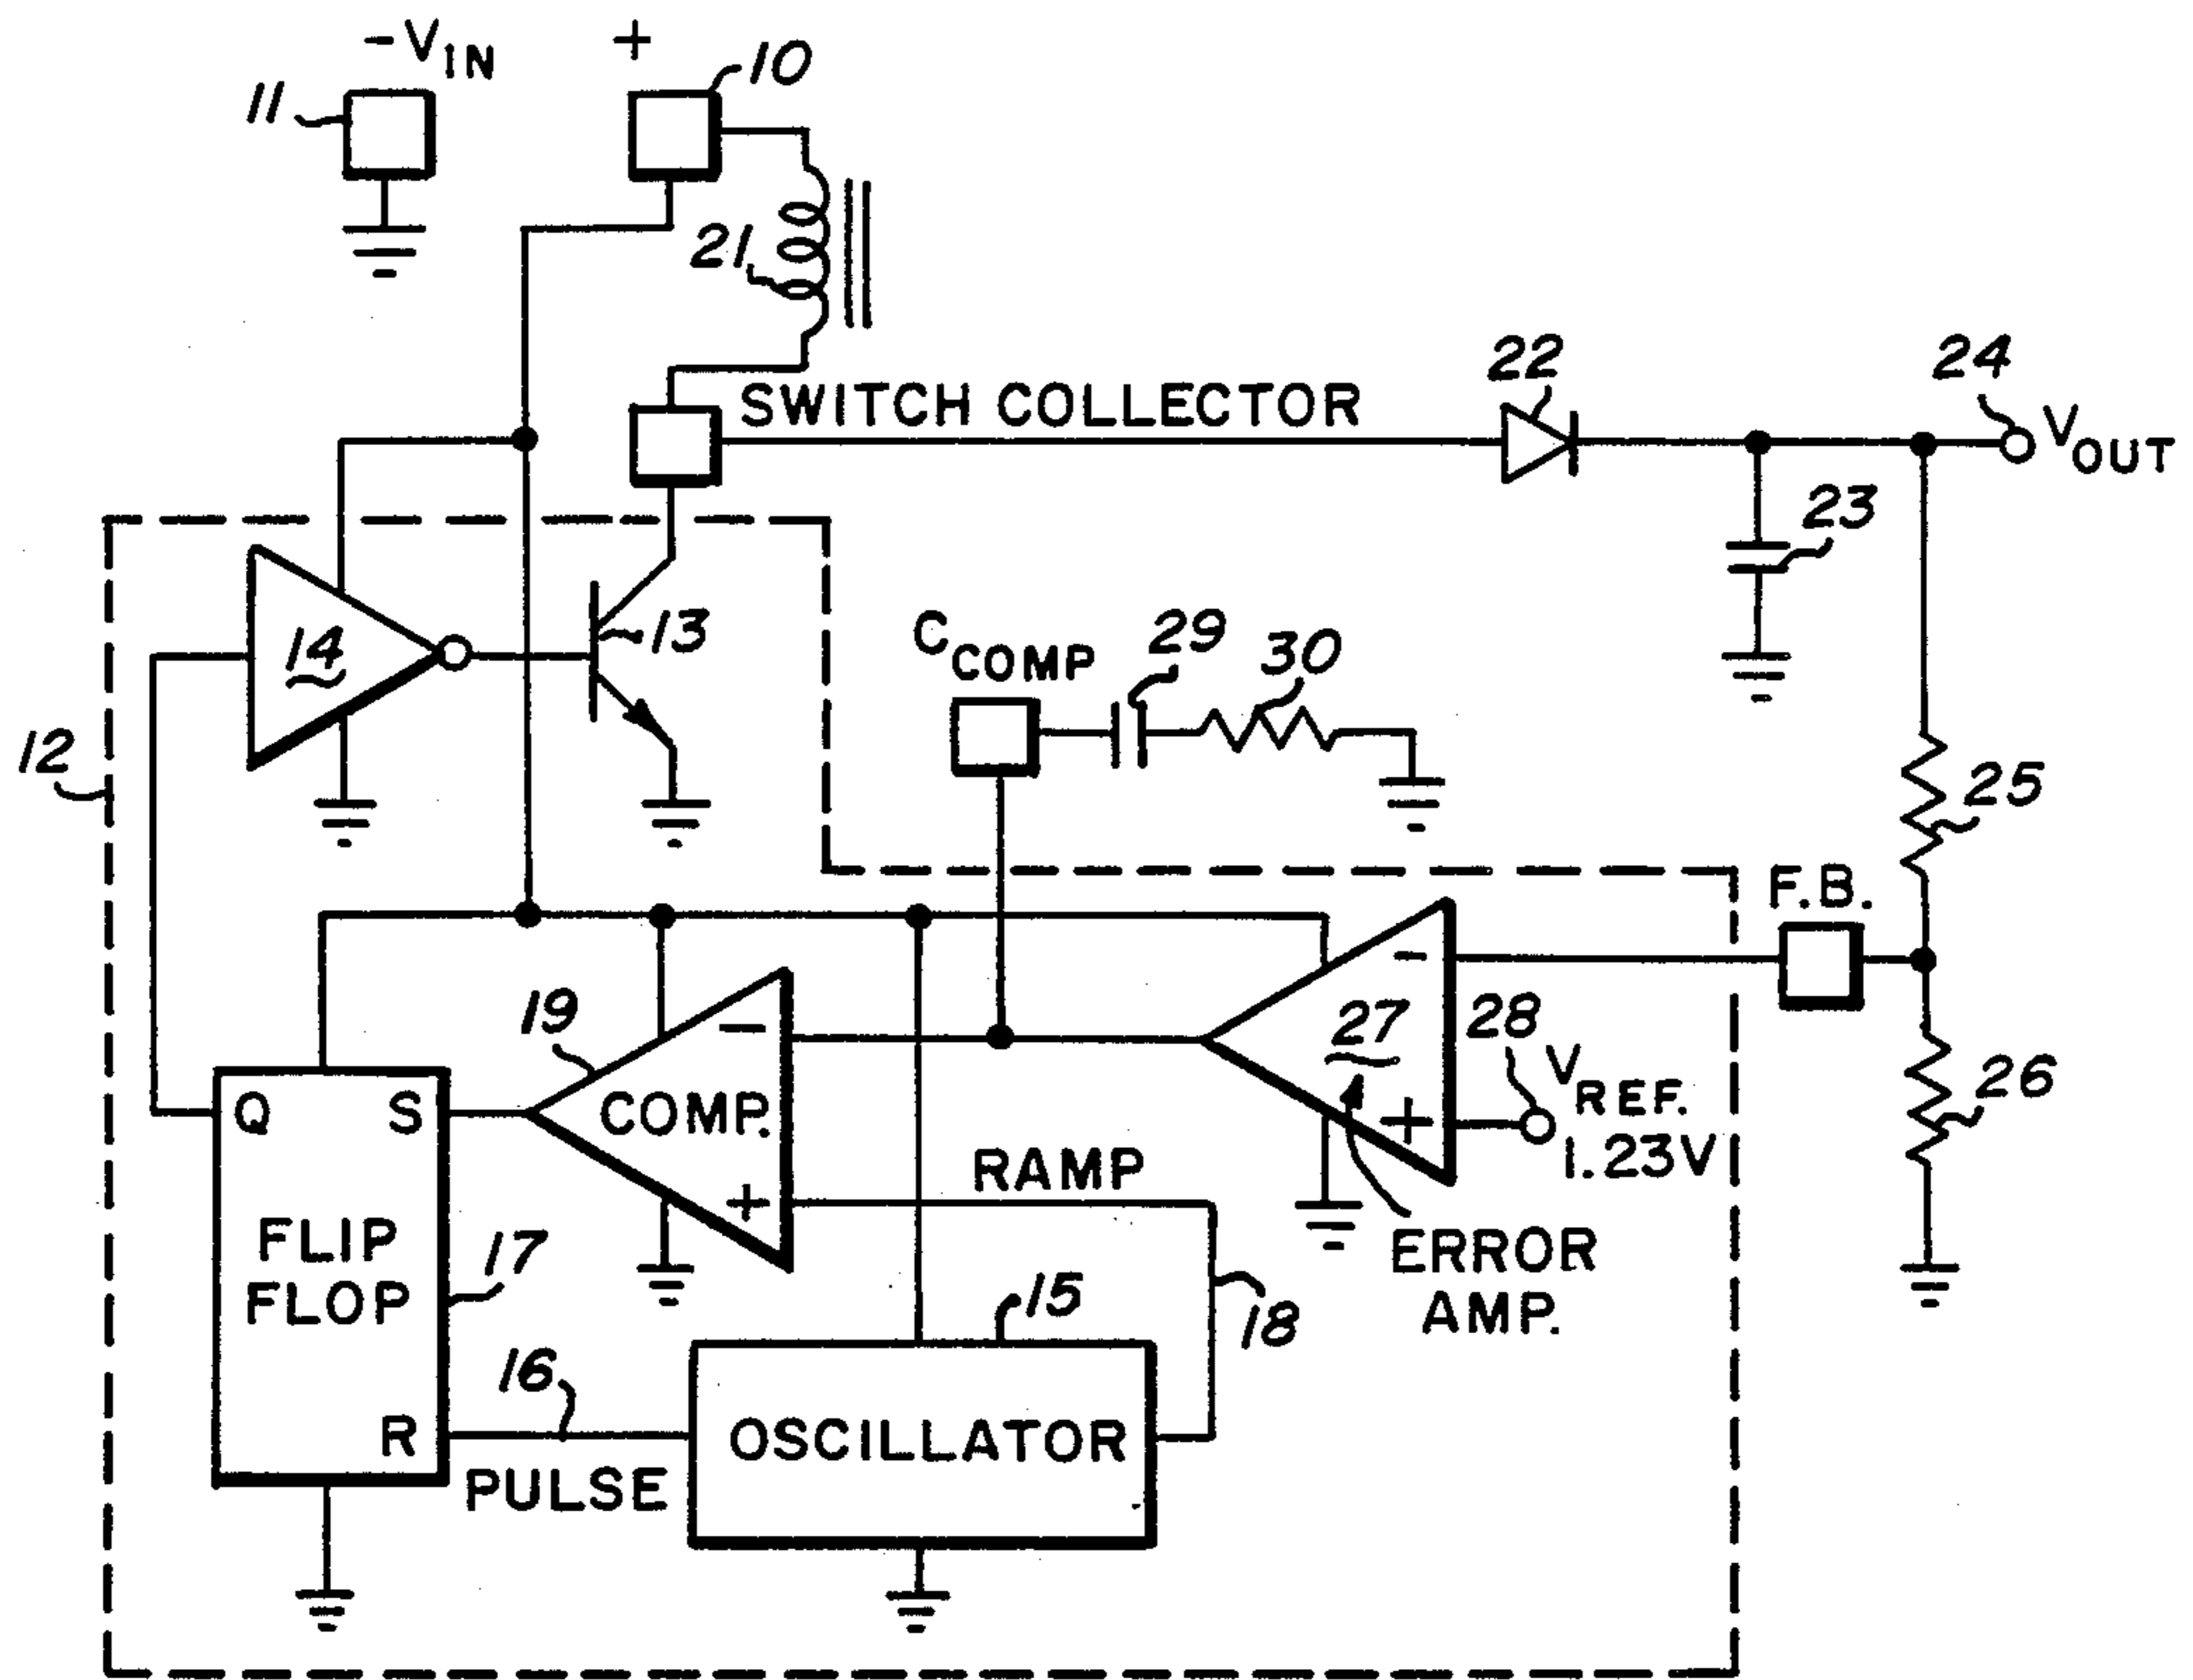 -VIN
+
10
11
21
SWITCH COLLECTOR
22
24
VOUT
23
14
13
CCOMP
29
30
12
25
F.B.
19
-
-
27
28
VREF.
1.23V
26
Q
S
COMP.
+
+
RAMP
FLIP
FLOP
17
ERROR
AMP.
15
18
16
R
PULSE
OSCILLATOR